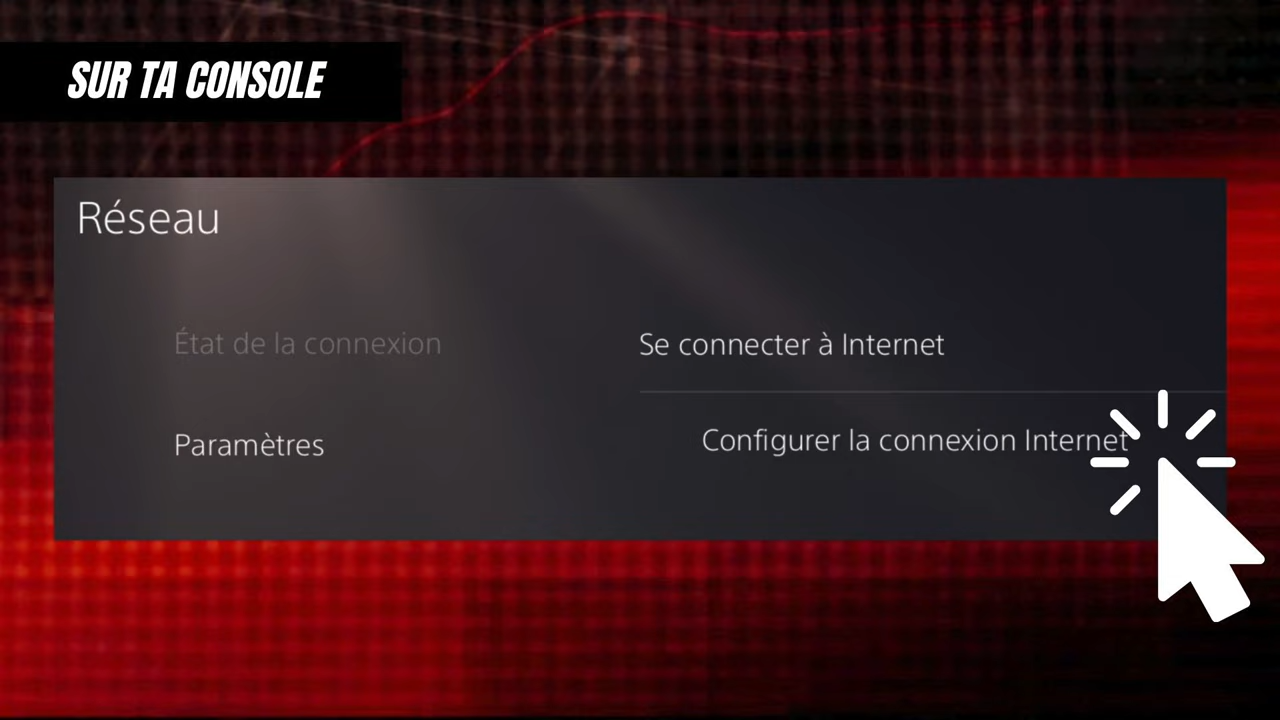 SUR TA CONSOLE
Réseau
État de la connexion
Se connecter à Internet
Paramètres
Configurer la connexion Internet